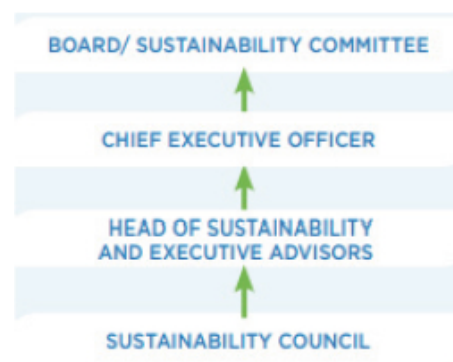 BOARD/ SUSTAINABILITY COMMITTEE
CHIEF EXECUTIVE OFFICER
HEAD OF SUSTAINABILITY
AND EXECUTIVE ADVISORS
SUSTAINABILITY COUNCIL